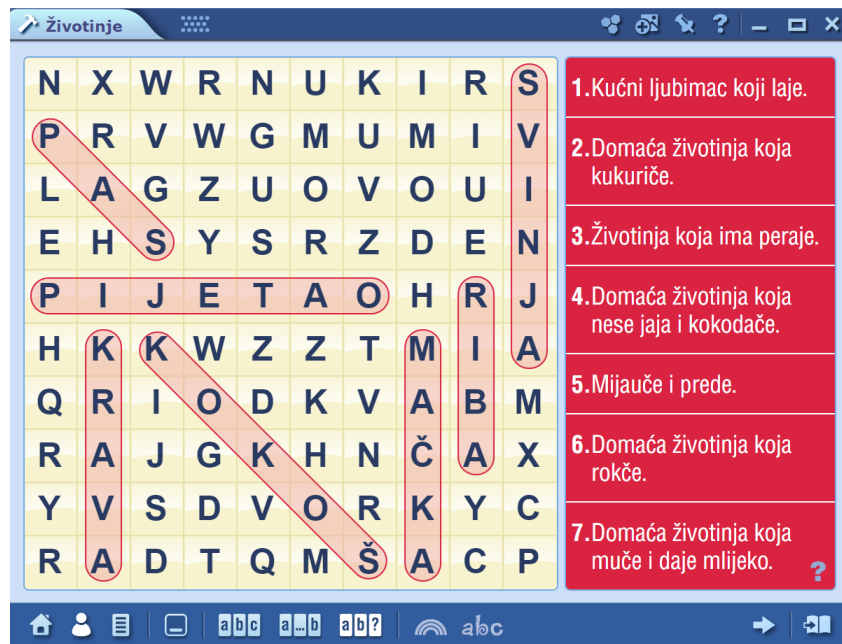 Životinje
N X W R N U K I R S
P R V W G M U M I V
L A G Z U O V O U I
E H S Y S R Z D E N
P I J E T A O H R J
H K K W Z Z T M I A
Q R I O D K V A B M
R A J G K H N Č A X
Y V S D V O R K Y C
R A D T Q M Š A C P
1.Kućni ljubimac koji laje.
2.Domaća životinja koja
kukuriče.
3.Životinja koja ima peraje.
4.Domaća životinja koja
nese jaja i kokodače.
5.Mijauče i prede.
6.Domaća životinja koja
rokče.
7.Domaća životinja koja
muče i daje mlijeko.
?
abc a...b ab? abc